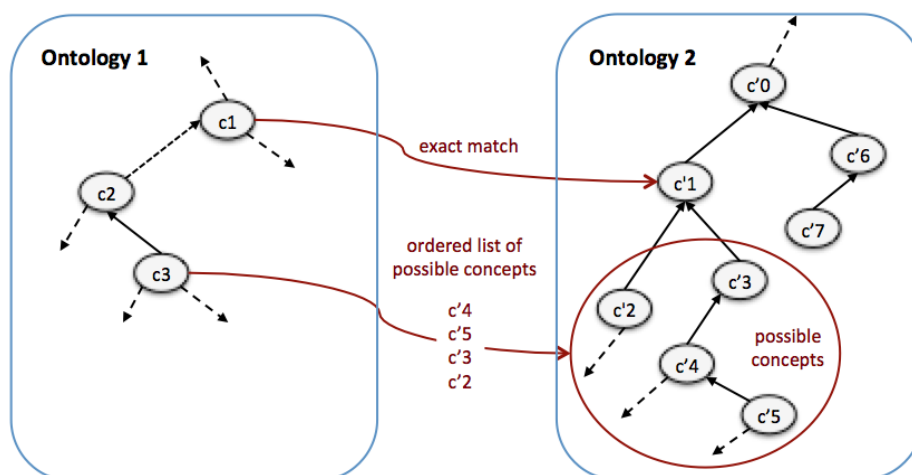 Ontology 1
Ontology 2
c'0
c1
exact match
c'6
c'1
c2
c'7
ordered list of
possible concepts
c3
c'3
c'4
c'2
c'5
c'3
c'2
possible
concepts
c'4
c'5